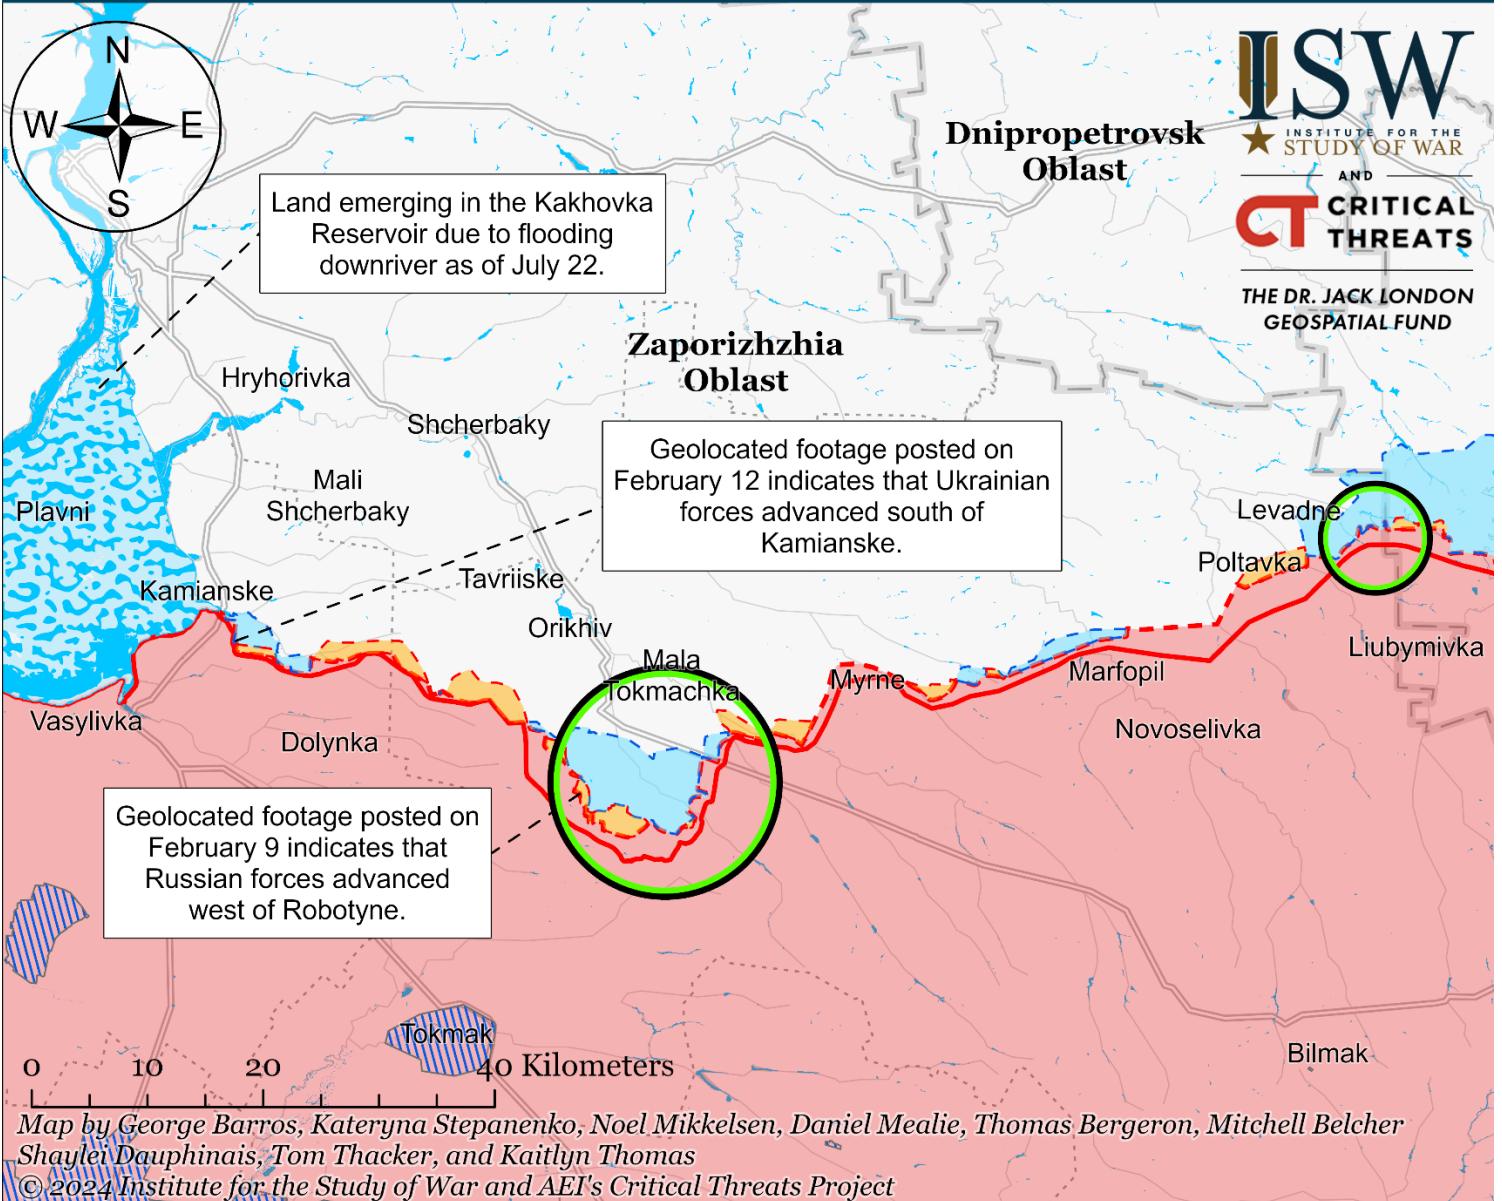 N
W E
S
ISW
INSTITUTE FOR THE
STUDY OF WAR
AND
CT CRITICAL
THREATS
THE DR. JACK LONDON
GEOSPATIAL FUND
Dnipropetrovsk
Oblast
Land emerging in the Kakhovka
Reservoir due to flooding
downriver as of July 22.
Zaporizhzhia
Oblast
Hryhorivka
Shcherbaky
Geolocated footage posted on
February 12 indicates that Ukrainian
forces advanced south of
Kamianske.
Mali
Shcherbaky
Plavni
Levadne
Poltavka
Kamianske
Tavriiske
Orikhiv
Liubymivka
Mala
Tokmachka
Myrne
Marfopil
Vasylivka
Dolynka
Novoselivka
Geolocated footage posted on
February 9 indicates that
Russian forces advanced
west of Robotyne.
Tokmak
Bilmak
0 10 20 40 Kilometers
Map by George Barros, Kateryna Stepanenko, Noel Mikkelsen, Daniel Mealie, Thomas Bergeron, Mitchell Belcher
Shaylei Dauphinais, Tom Thacker, and Kaitlyn Thomas
© 2024 Institute for the Study of War and AEI's Critical Threats Project